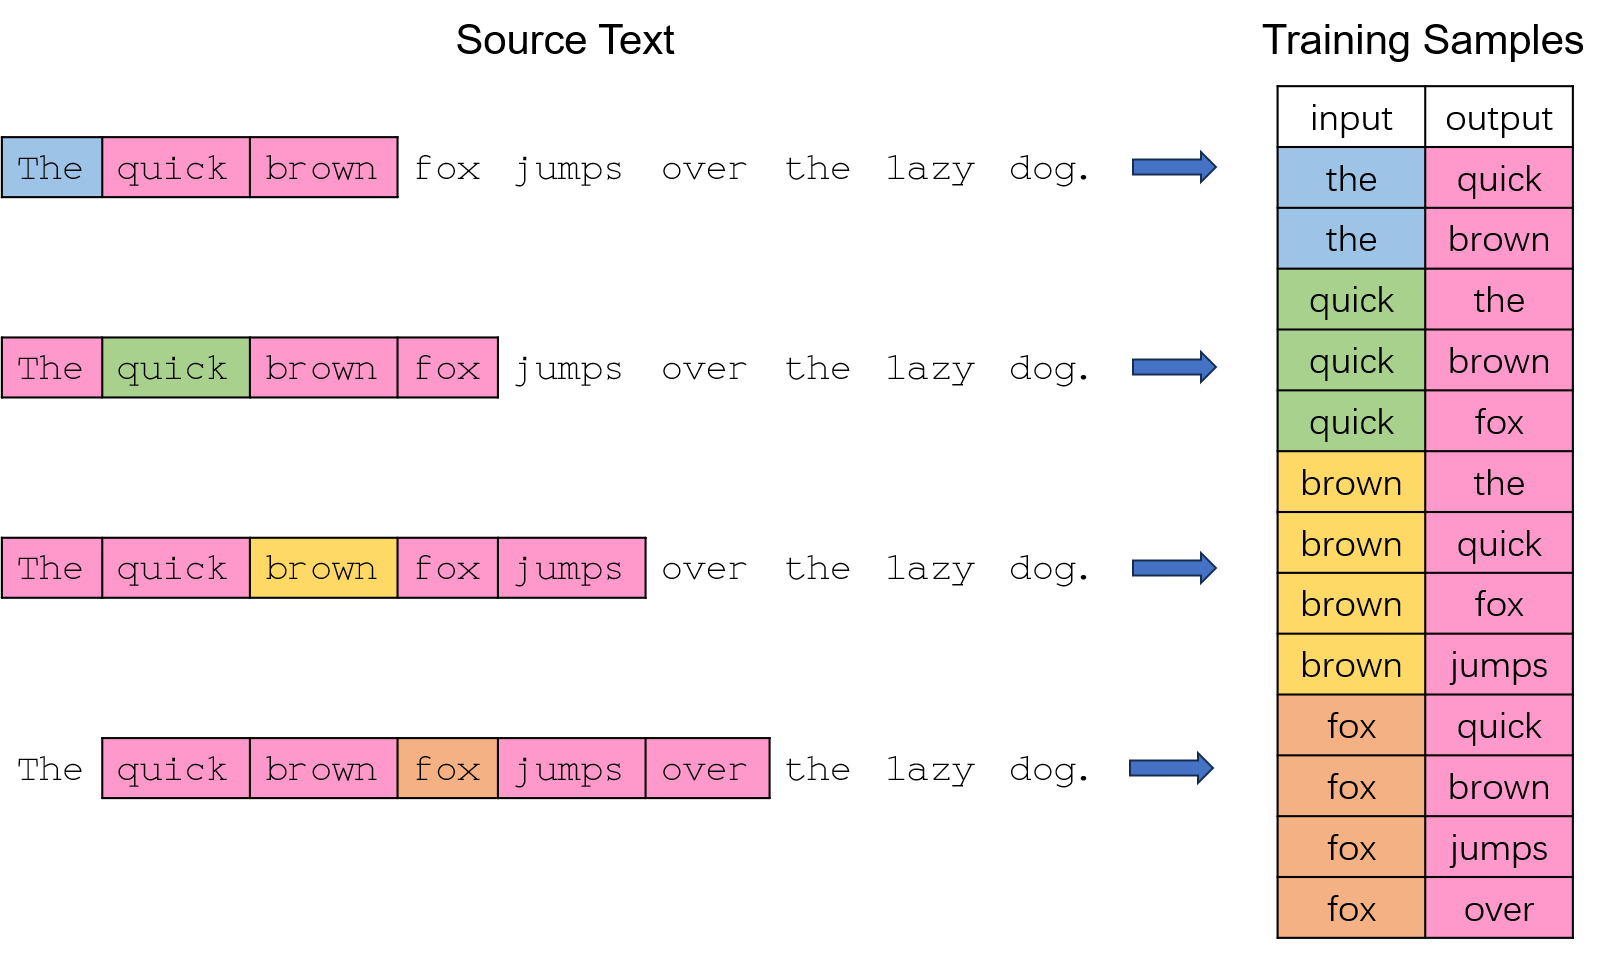 Source Text
Training Samples
The quick brown fox jumps over the lazy dog.
The quick brown fox jumps over the lazy dog.
The quick brown fox jumps over the lazy dog.
The quick brown fox jumps over the lazy dog.
input output
the quick
the brown
quick the
quick brown
quick fox
brown the
brown quick
brown fox
brown jumps
fox quick
fox brown
fox jumps
fox over